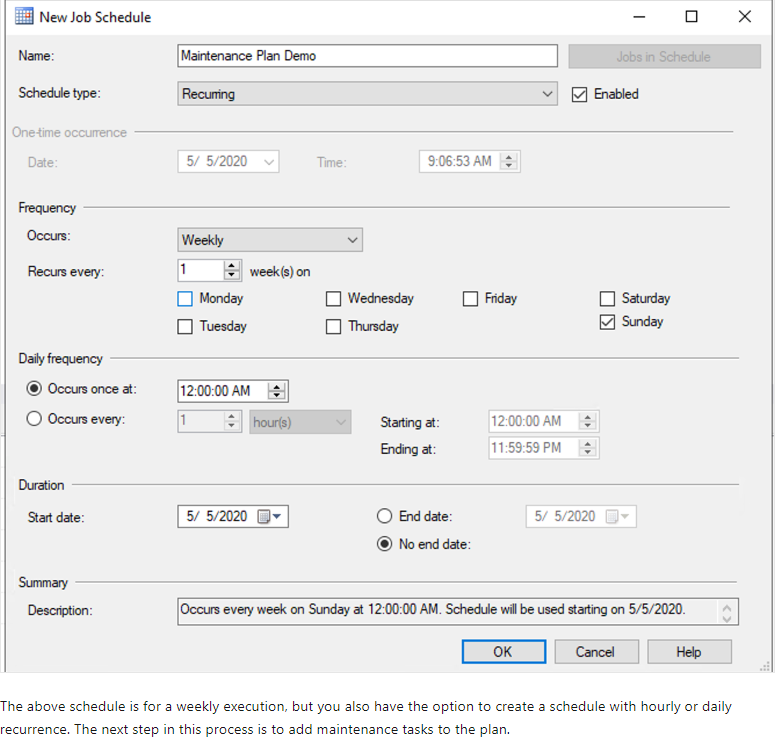 New Job Schedule
Name: Maintenance Plan Demo Jobs in Schedule
Schedule type: Recurring Enabled
One-time occurrence
Date: 5/ 5/2020 Time: 9:06:53 AM
Frequency
Occurs: Weekly
Recurs every: 1 week(s) on
Monday Wednesday Friday Saturday
Tuesday Thursday Sunday
Daily frequency
Occurs once at: 12:00:00 AM
Occurs every: 1 hour(s) Starting at: 12:00:00 AM
Ending at: 11:59:59 PM
Duration
Start date: 5/ 5/2020 End date: 5/ 5/2020
No end date:
Summary
Description: Occurs every week on Sunday at 12:00:00 AM. Schedule will be used starting on 5/5/2020.
OK Cancel Help
The above schedule is for a weekly execution, but you also have the option to create a schedule with hourly or daily
recurrence. The next step in this process is to add maintenance tasks to the plan.